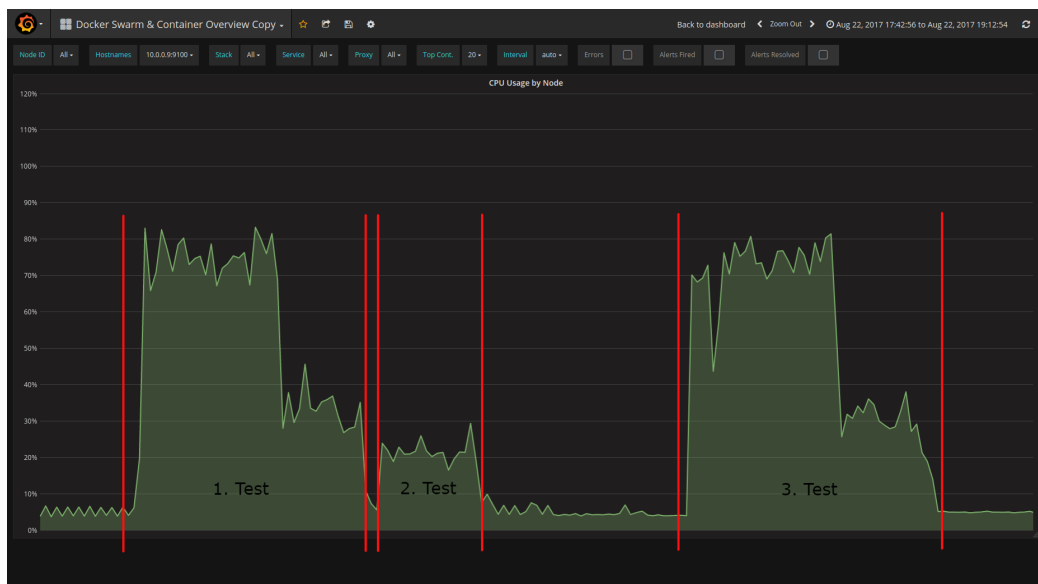 Docker Swarm & Container Overview Copy
Back to dashboard Zoom Out Aug 22, 2017 17:42:56 to Aug 22, 2017 19:12:54
Node ID All Hostnames 10.0.0.9:9100 Stack All Service All Proxy All Top Cont. 20 Interval auto Errors Alerts Fired Alerts Resolved
CPU Usage by Node
120%
110%
100%
90%
80%
70%
60%
50%
40%
30%
20%
10%
0%
1. Test
2. Test
3. Test